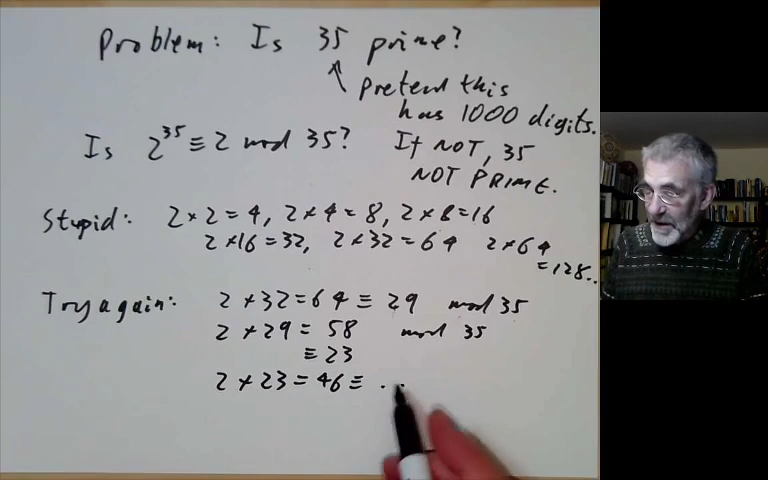 Problem: Is 35 prime?
↑ pretend this
has 1000 digits.
Is 2^35 ≡ 2 mod 35? If NOT, 35
NOT PRIME.
Stupid: 2×2=4, 2×4=8, 2×8=16
2×16=32, 2×32=64 2×64
=128..
Try again: 2×32=64≡29 mod 35
2×29=58 mod 35
≡23
2×23=46≡ ...